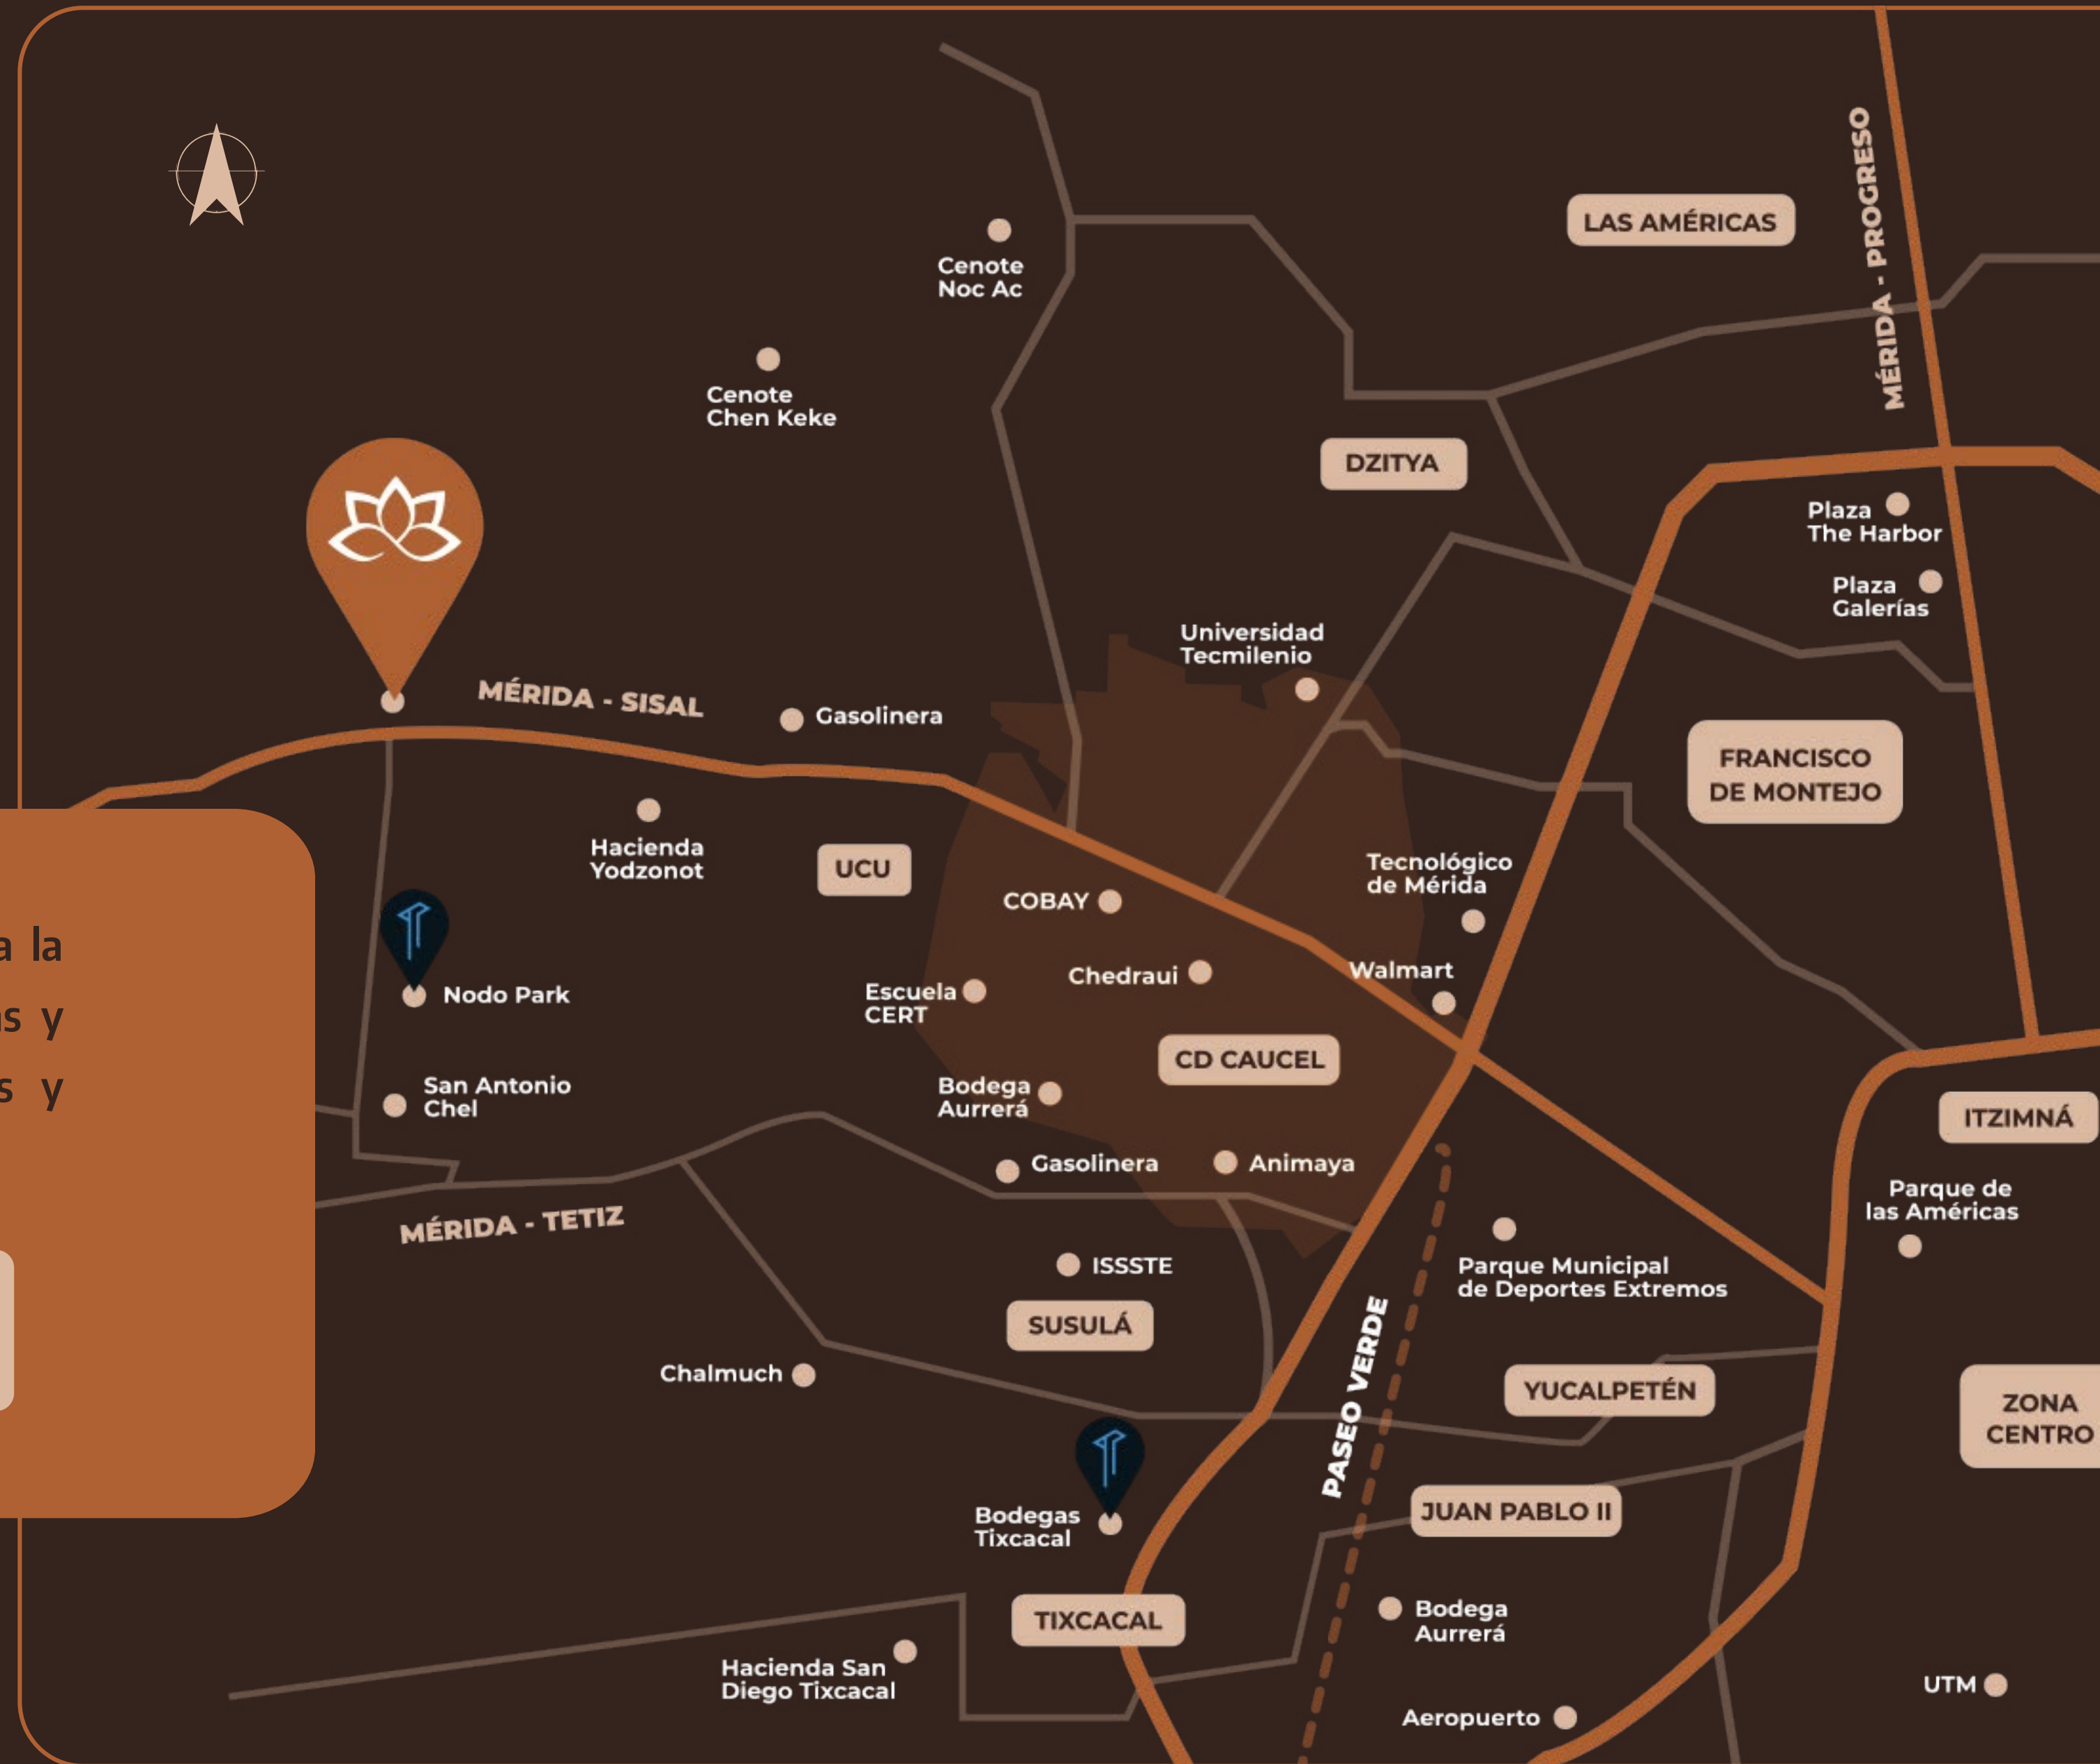 LAS AMÉRICAS
MÉRIDA - PROGRESO
Cenote
Noc Ac
Cenote
Chen Keke
DZITYA
Plaza
The Harbor
Plaza
Galerías
Universidad
Tecmilenio
MÉRIDA - SISAL
Gasolinera
FRANCISCO
DE MONTEJO
Hacienda
Yodzonot
UCU
Tecnológico
de Mérida
COBAY
Chedraui
Walmart
Escuela
CERT
Nodo Park
a la
s y
s y
CD CAUCEL
San Antonio
Chel
Bodega
Aurrerá
ITZIMNÁ
Gasolinera
Animaya
Parque de
las Américas
MÉRIDA - TETIZ
ISSSTE
Parque Municipal
de Deportes Extremos
SUSULÁ
PASEO VERDE
Chalmuch
YUCALPETÉN
ZONA
CENTRO
Bodegas
Tixcacal
JUAN PABLO II
TIXCACAL
Bodega
Aurrerá
Hacienda San
Diego Tixcacal
UTM
Aeropuerto